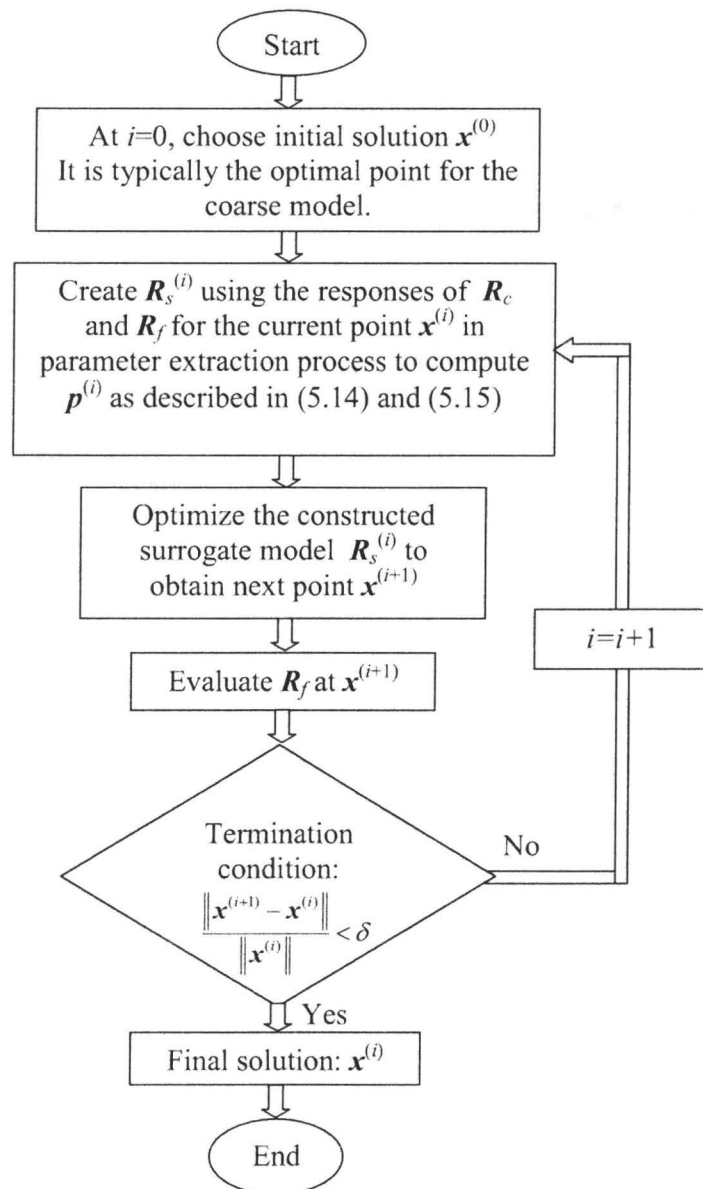 Start
At i=0, choose initial solution x^(0)
It is typically the optimal point for the
coarse model.
Create R_s^(i) using the responses of R_c
and R_f for the current point x^(i) in
parameter extraction process to compute
p^(i) as described in (5.14) and (5.15)
Optimize the constructed
surrogate model R_s^(i) to
obtain next point x^(i+1)
i=i+1
Evaluate R_f at x^(i+1)
Termination
condition:
‖x^(i+1) – x^(i)‖ / ‖x^(i)‖ < δ
No
Yes
Final solution: x^(i)
End